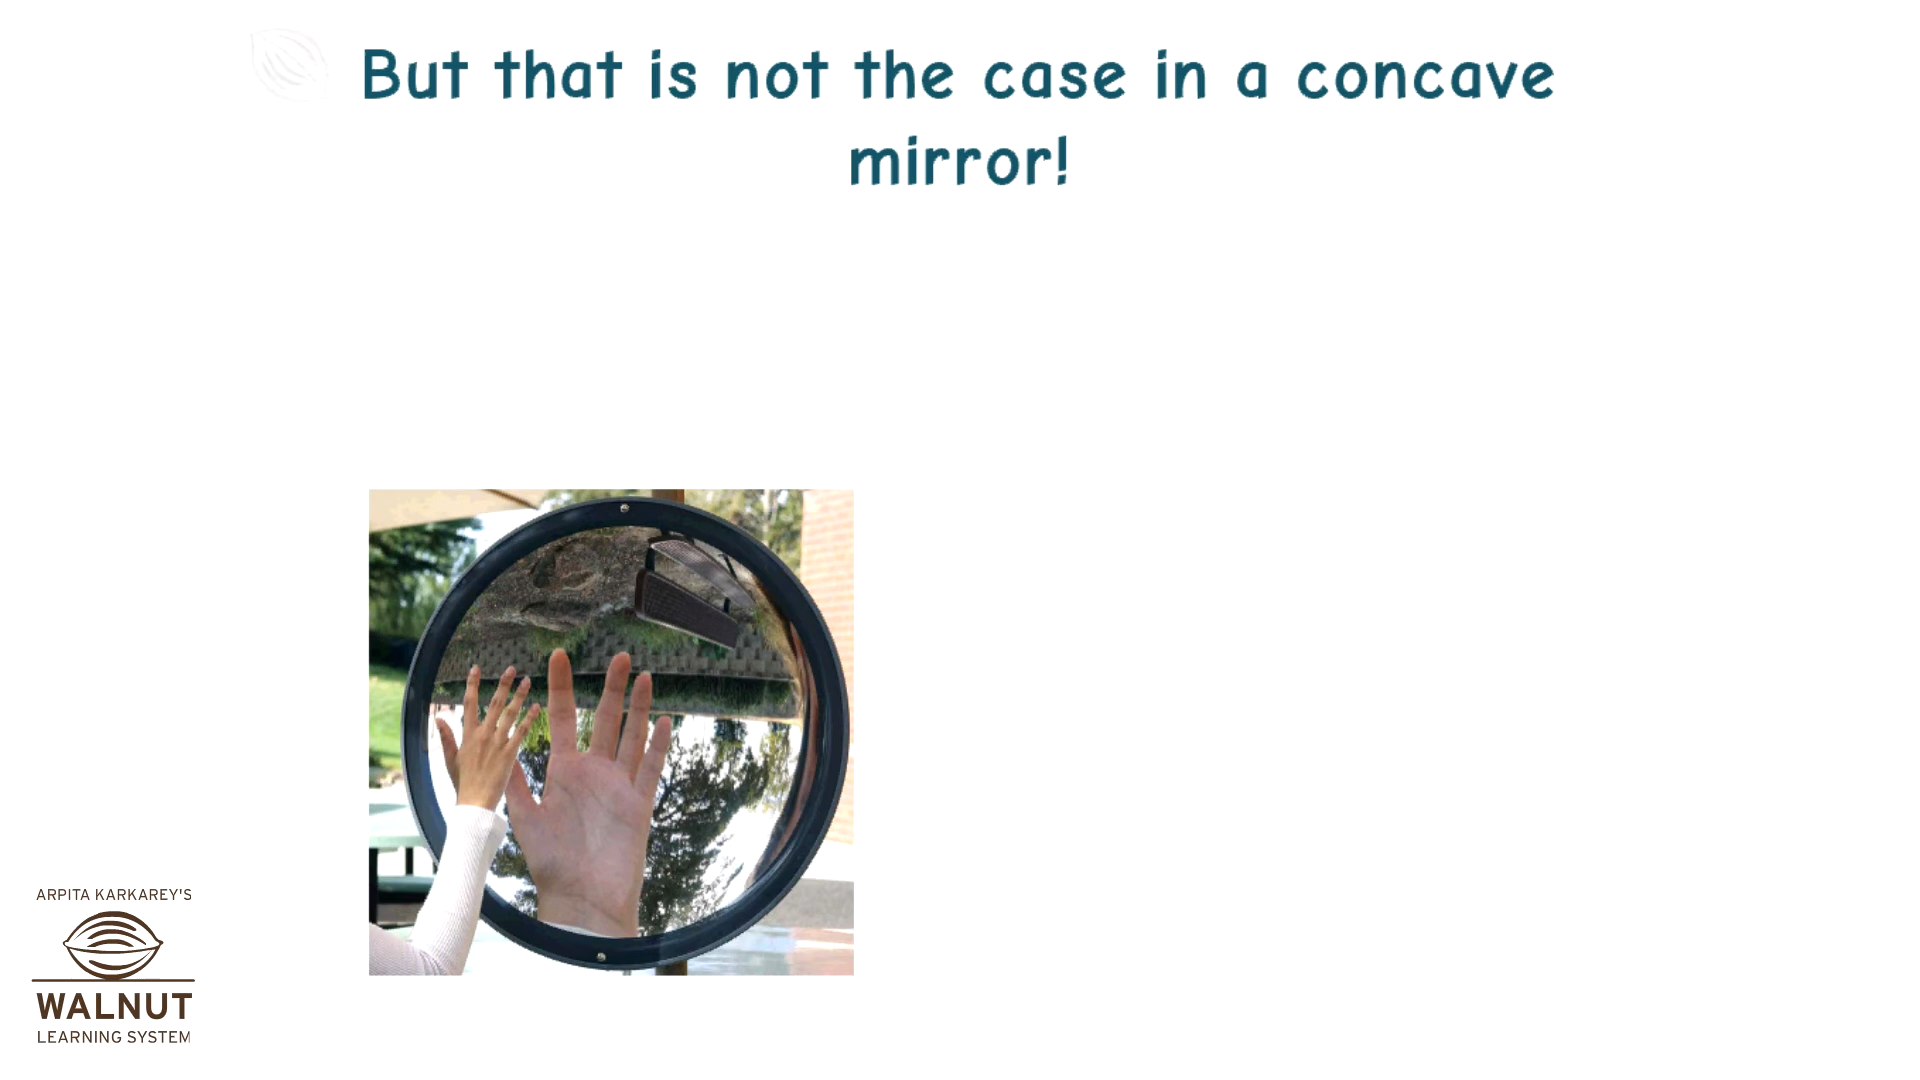 But that is not the case in a concave
mirror!
ARPITA KARKAREY'S
WALNUT
LEARNING SYSTEM